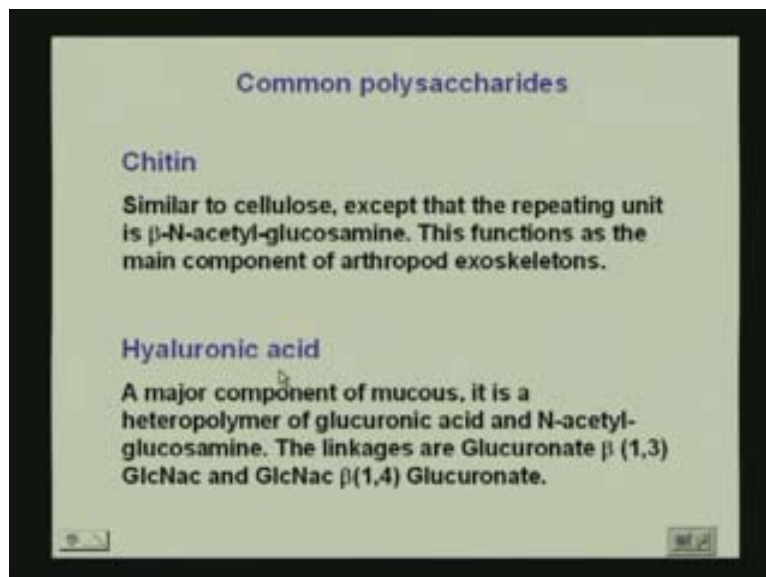 Common polysaccharides
Chitin
Similar to cellulose, except that the repeating unit
is β-N-acetyl-glucosamine. This functions as the
main component of arthropod exoskeletons.
Hyaluronic acid
A major component of mucous, it is a
heteropolymer of glucuronic acid and N-acetyl-
glucosamine. The linkages are Glucuronate β (1,3)
GlcNac and GlcNac β(1,4) Glucuronate.